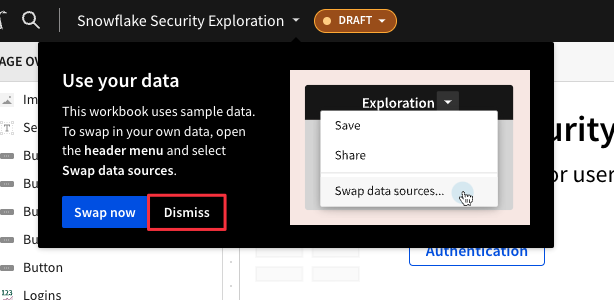 Snowflake Security Exploration
DRAFT
AGE OV
Use your data
This workbook uses sample data.
To swap in your own data, open
the header menu and select
Swap data sources.
Swap now
Dismiss
Exploration
Save
Share
Swap data sources...
Im
Se
Bu
Bu
Bu
Bu
Button
123
Logins
urity
or user
Authentication